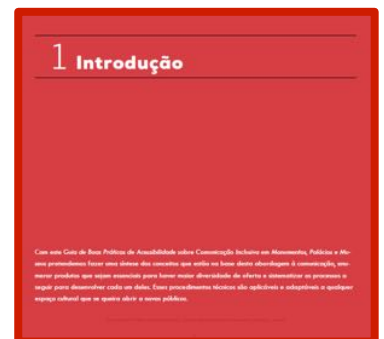 1 Introdução
Com este Guia de Boas Práticas de Acessibilidade sobre Comunicação Inclusiva em Monumentos, Palácios e Mu-
seus pretendemos fazer uma síntese dos conceitos que estão na base desta abordagem à comunicação, enu-
merar produtos que sejam essenciais para haver maior diversidade de oferta e sistematizar os processos a
seguir para desenvolver cada um deles. Esses procedimentos técnicos são aplicáveis e adaptáveis a qualquer
espaço cultural que se queira abrir a novos públicos.